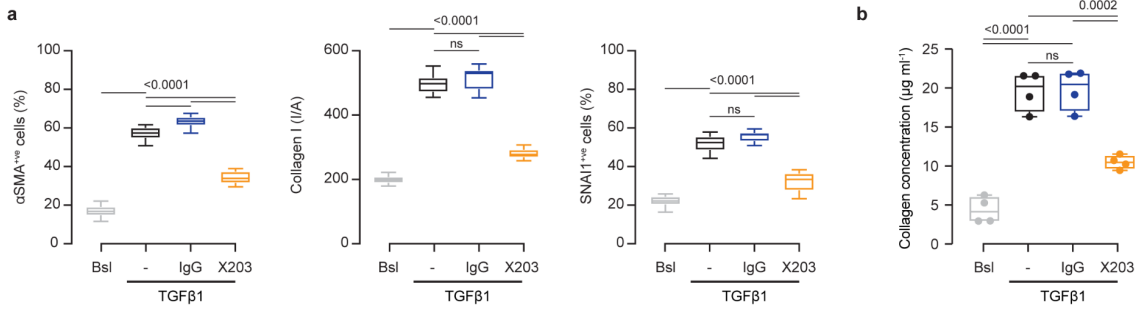 a
αSMA⁺ᵛᵉ cells (%)
100
80
60
40
20
0
<0.0001
Bsl
-
IgG
X203
TGFβ1
Collagen I (I/A)
600
400
200
0
<0.0001
ns
Bsl
-
IgG
X203
TGFβ1
SNAI1⁺ᵛᵉ cells (%)
100
80
60
40
20
0
<0.0001
ns
Bsl
-
IgG
X203
TGFβ1
b
Collagen concentration (µg ml⁻¹)
25
20
15
10
5
0
0.0002
<0.0001
ns
Bsl
-
IgG
X203
TGFβ1